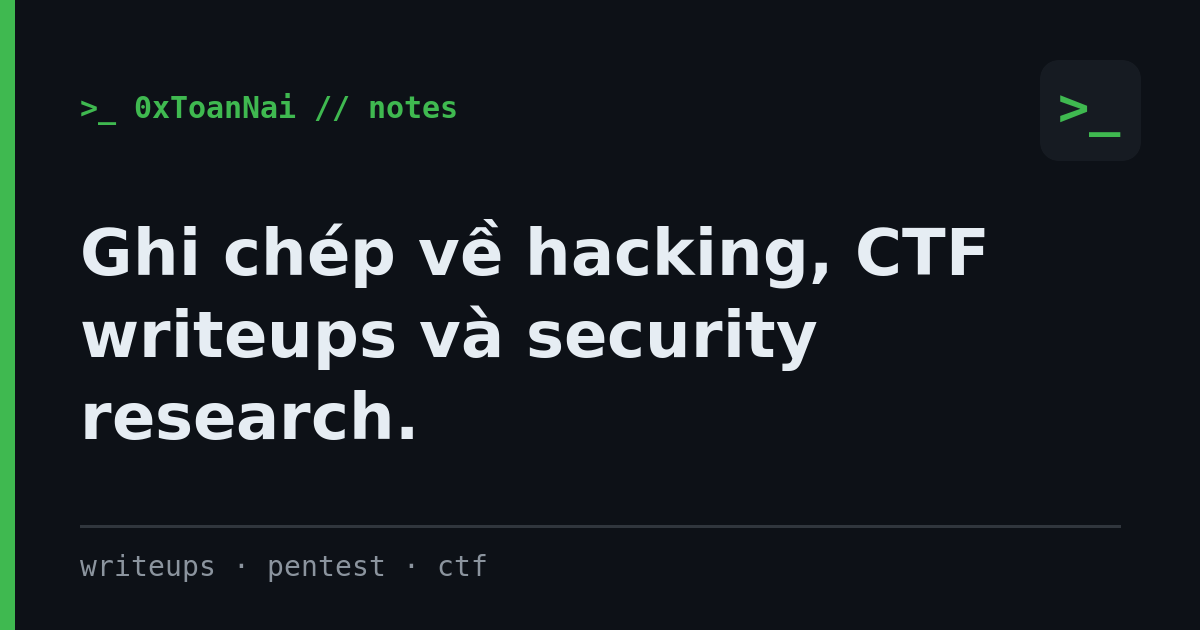 >_ 0xToanNai // notes
>_
Ghi chép về hacking, CTF
writeups và security
research.
writeups · pentest · ctf